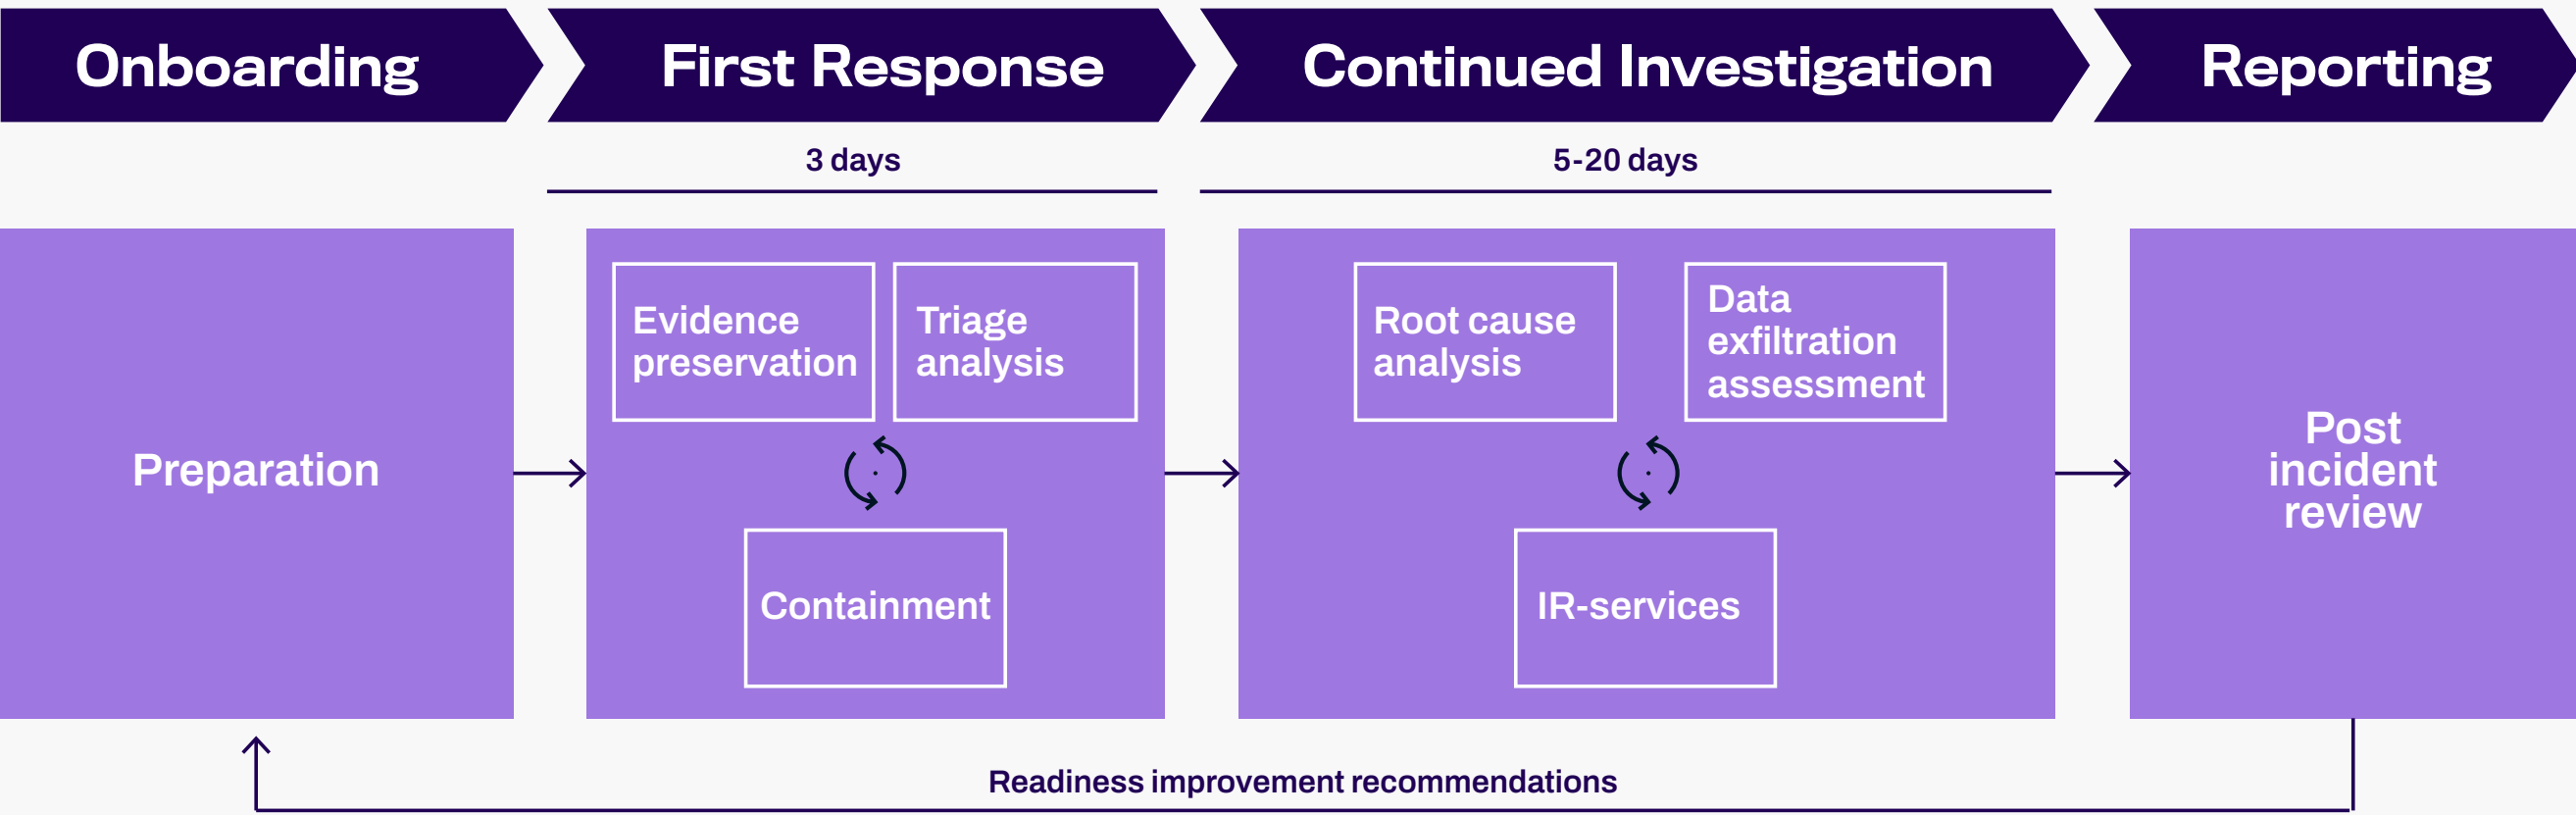 Onboarding
First Response
Continued Investigation
Reporting
3 days
5-20 days
Preparation
Evidence
preservation
Triage
analysis
Containment
Root cause
analysis
Data
exfiltration
assessment
IR-services
Post
incident
review
Readiness improvement recommendations